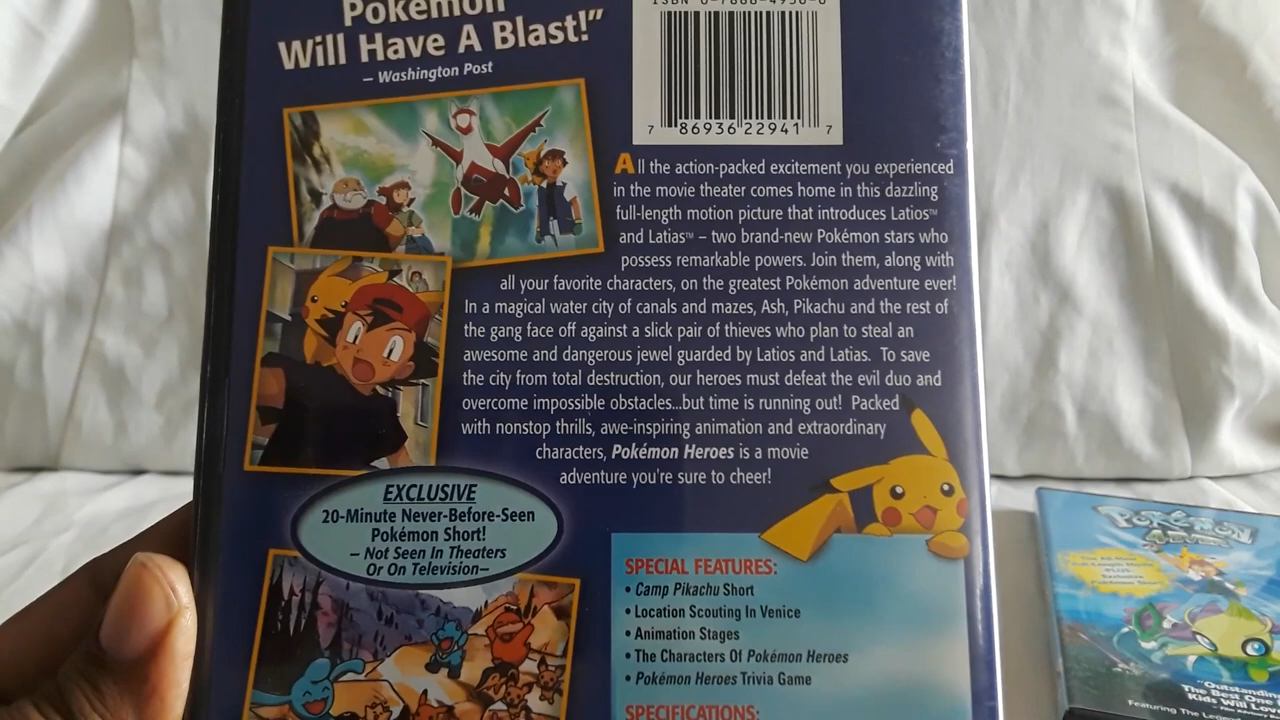 Pokémon
Will Have A Blast!”
– Washington Post
7 86936 22941 7
All the action-packed excitement you experienced
in the movie theater comes home in this dazzling
full-length motion picture that introduces Latios™
and Latias™ – two brand-new Pokémon stars who
possess remarkable powers. Join them, along with
all your favorite characters, on the greatest Pokémon adventure ever!
In a magical water city of canals and mazes, Ash, Pikachu and the rest of
the gang face off against a slick pair of thieves who plan to steal an
awesome and dangerous jewel guarded by Latios and Latias. To save
the city from total destruction, our heroes must defeat the evil duo and
overcome impossible obstacles...but time is running out! Packed
with nonstop thrills, awe-inspiring animation and extraordinary
characters, Pokémon Heroes is a movie
adventure you're sure to cheer!
EXCLUSIVE
20-Minute Never-Before-Seen
Pokémon Short!
– Not Seen In Theaters
Or On Television–
SPECIAL FEATURES:
• Camp Pikachu Short
• Location Scouting In Venice
• Animation Stages
• The Characters Of Pokémon Heroes
• Pokémon Heroes Trivia Game
SPECIFICATIONS:
POKÉMON
4EVER
"Outstanding
The Best One
Kids Will Love
Featuring The